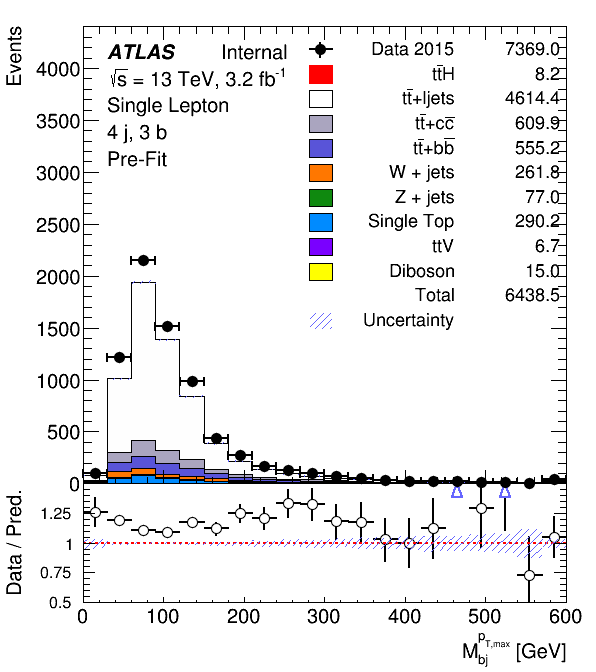 Events
4000
3500
3000
2500
2000
1500
1000
500
0
ATLAS Internal
√s = 13 TeV, 3.2 fb⁻¹
Single Lepton
4 j, 3 b
Pre-Fit
Data 2015 7369.0
tt̄H 8.2
tt̄+ljets 4614.4
tt̄+cc̄ 609.9
tt̄+bb̄ 555.2
W + jets 261.8
Z + jets 77.0
Single Top 290.2
ttV 6.7
Diboson 15.0
Total 6438.5
Uncertainty
Data / Pred.
1.25
1
0.75
0.5
0 100 200 300 400 500 600
M_bj^pT,max [GeV]